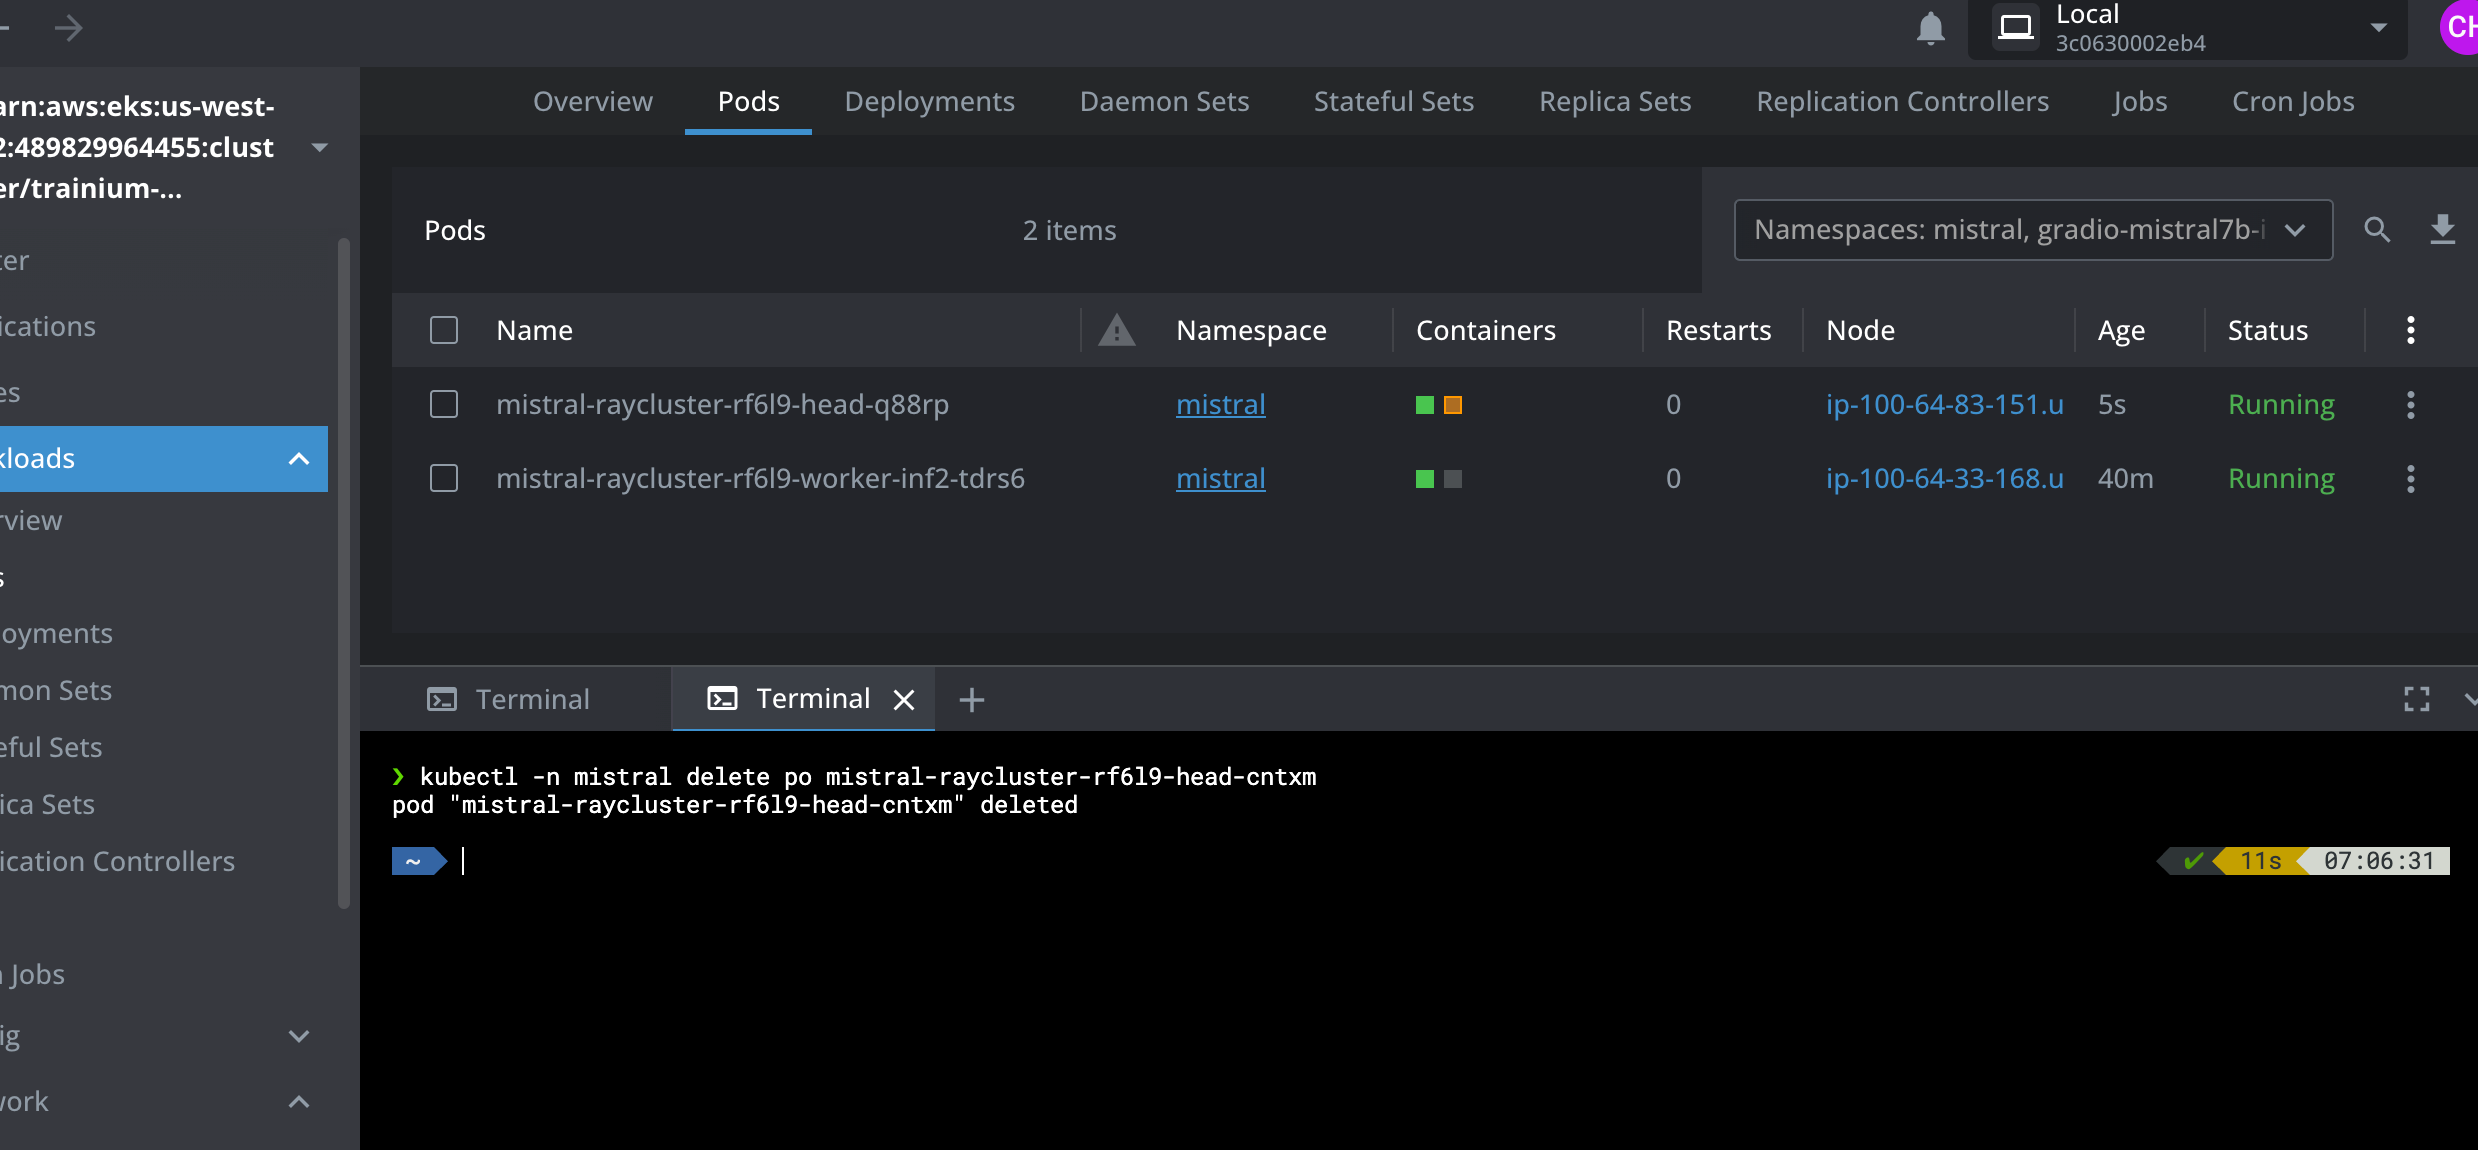 Local
3c0630002eb4
CH
arn:aws:eks:us-west-
2:489829964455:clust
er/trainium-...
Overview
Pods
Deployments
Daemon Sets
Stateful Sets
Replica Sets
Replication Controllers
Jobs
Cron Jobs
ter
ications
es
kloads
rview
s
oyments
mon Sets
eful Sets
ica Sets
ication Controllers
n Jobs
ig
work
Pods
2 items
Namespaces: mistral, gradio-mistral7b-i
Name
Namespace
Containers
Restarts
Node
Age
Status
mistral-raycluster-rf6l9-head-q88rp
mistral
0
ip-100-64-83-151.u
5s
Running
mistral-raycluster-rf6l9-worker-inf2-tdrs6
mistral
0
ip-100-64-33-168.u
40m
Running
Terminal
Terminal
❯ kubectl -n mistral delete po mistral-raycluster-rf6l9-head-cntxm
pod "mistral-raycluster-rf6l9-head-cntxm" deleted
~
✔ 11s 07:06:31